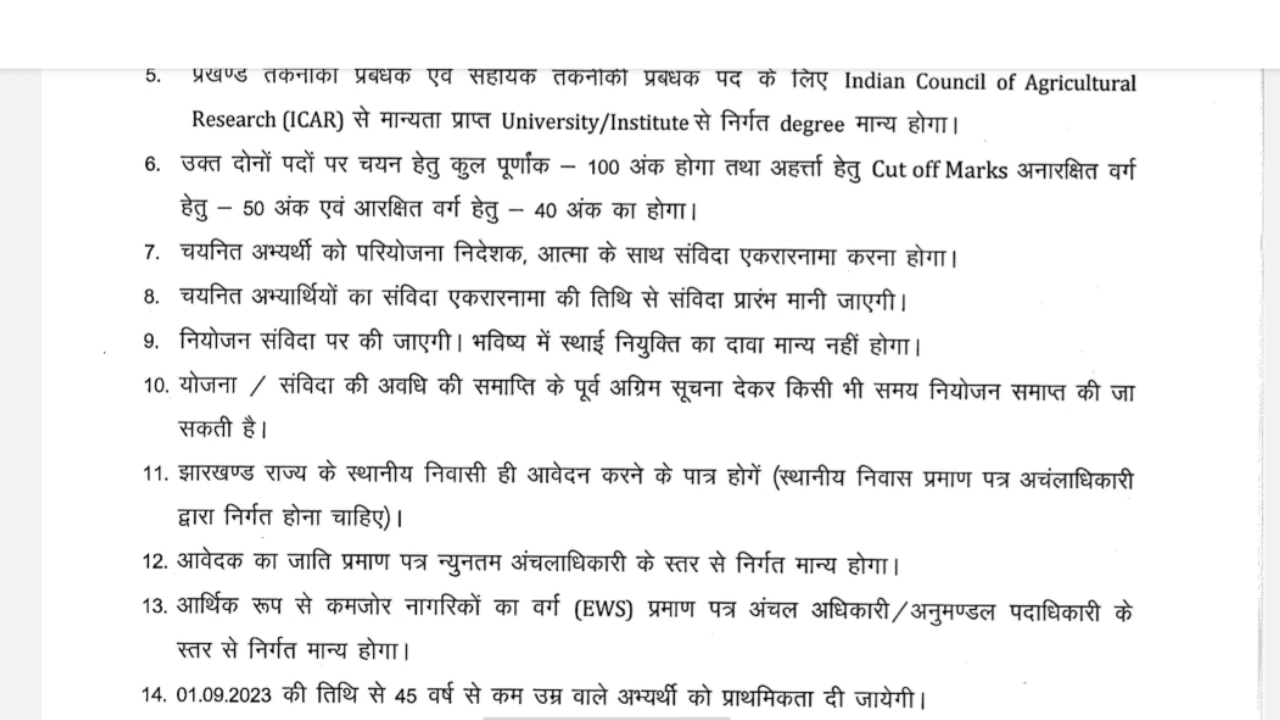 5. प्रखण्ड तकनीकी प्रबंधक एवं सहायक तकनीकी प्रबंधक पद के लिए Indian Council of Agricultural
Research (ICAR) से मान्यता प्राप्त University/Institute से निर्गत degree मान्य होगा।
6. उक्त दोनों पदों पर चयन हेतु कुल पूर्णांक – 100 अंक होगा तथा अहर्त्ता हेतु Cut off Marks अनारक्षित वर्ग
हेतु – 50 अंक एवं आरक्षित वर्ग हेतु – 40 अंक का होगा।
7. चयनित अभ्यर्थी को परियोजना निदेशक, आत्मा के साथ संविदा एकरारनामा करना होगा।
8. चयनित अभ्यार्थियों का संविदा एकरारनामा की तिथि से संविदा प्रारंभ मानी जाएगी।
9. नियोजन संविदा पर की जाएगी। भविष्य में स्थाई नियुक्ति का दावा मान्य नहीं होगा।
10. योजना / संविदा की अवधि की समाप्ति के पूर्व अग्रिम सूचना देकर किसी भी समय नियोजन समाप्त की जा
सकती है।
11. झारखण्ड राज्य के स्थानीय निवासी ही आवेदन करने के पात्र होगें (स्थानीय निवास प्रमाण पत्र अचंलाधिकारी
द्वारा निर्गत होना चाहिए)।
12. आवेदक का जाति प्रमाण पत्र न्युनतम अंचलाधिकारी के स्तर से निर्गत मान्य होगा।
13. आर्थिक रूप से कमजोर नागरिकों का वर्ग (EWS) प्रमाण पत्र अंचल अधिकारी/अनुमण्डल पदाधिकारी के
स्तर से निर्गत मान्य होगा।
14. 01.09.2023 की तिथि से 45 वर्ष से कम उम्र वाले अभ्यर्थी को प्राथमिकता दी जायेगी।